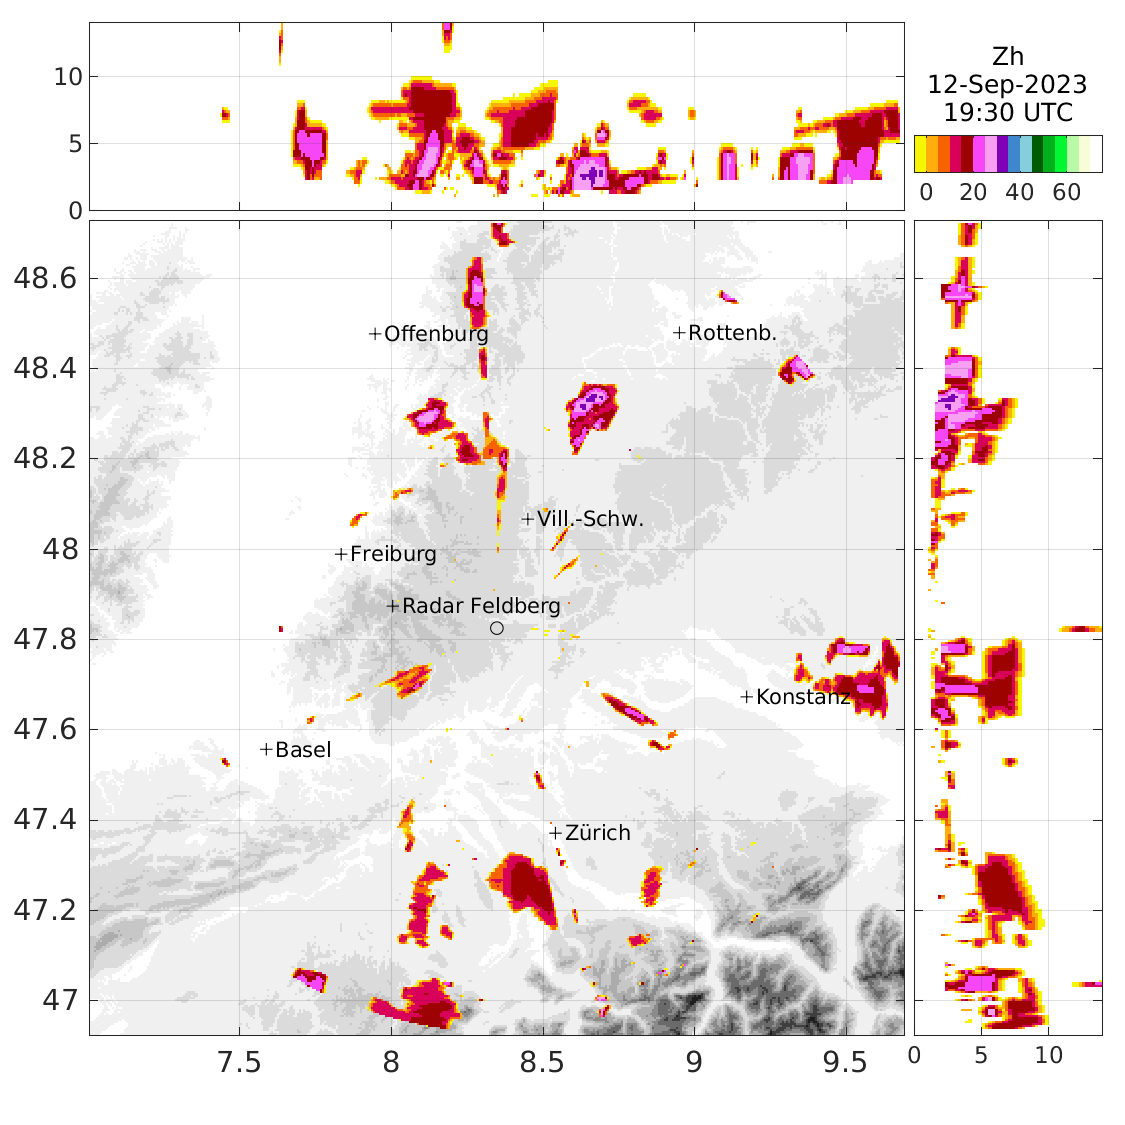 10
5
0
Zh
12-Sep-2023
19:30 UTC
0 20 40 60
48.6
48.4
48.2
48
47.8
47.6
47.4
47.2
47
+Offenburg
+Rottenb.
+Vill.-Schw.
+Freiburg
+Radar Feldberg
+Konstanz
+Basel
+Zürich
7.5 8 8.5 9 9.5
0 5 10